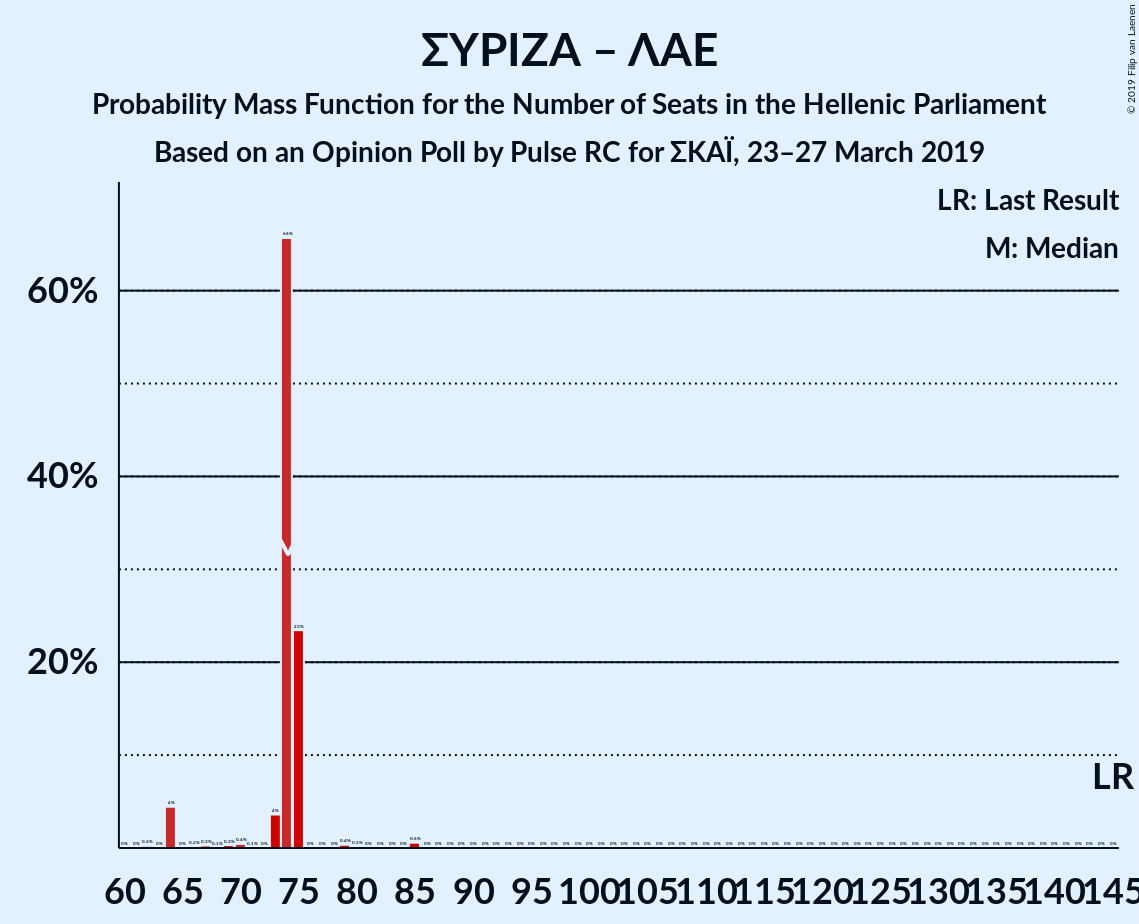 ΣΥΡΙΖΑ – ΛΑΕ
Probability Mass Function for the Number of Seats in the Hellenic Parliament
Based on an Opinion Poll by Pulse RC for ΣΚΑΪ, 23–27 March 2019
© 2019 Filip van Laenen
LR: Last Result
M: Median
60%
40%
20%
66%
23%
4%
4%
LR
60 65 70 75 80 85 90 95 100 105 110 115 120 125 130 135 140 145